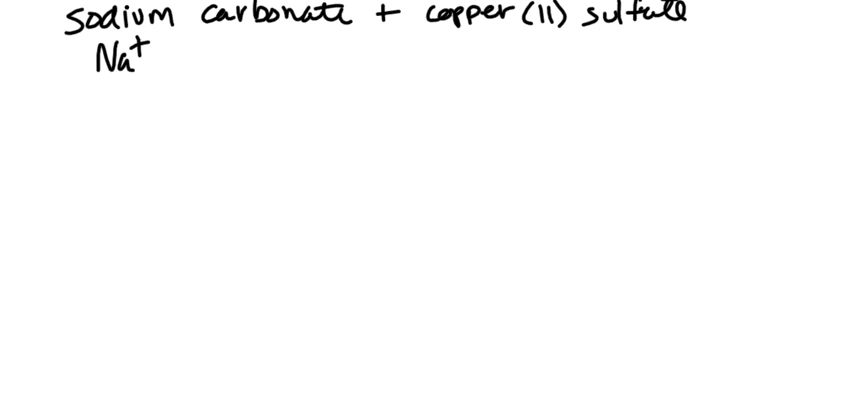 sodium carbonate + copper (II) sulfate
Na⁺